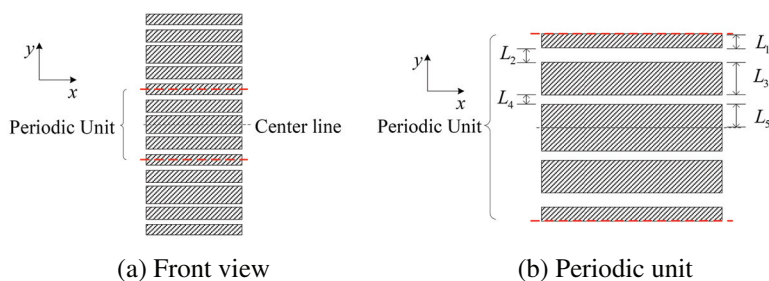 y
x
Periodic Unit
Center line
(a) Front view
y
x
Periodic Unit
L₁
L₂
L₃
L₄
L₅
(b) Periodic unit